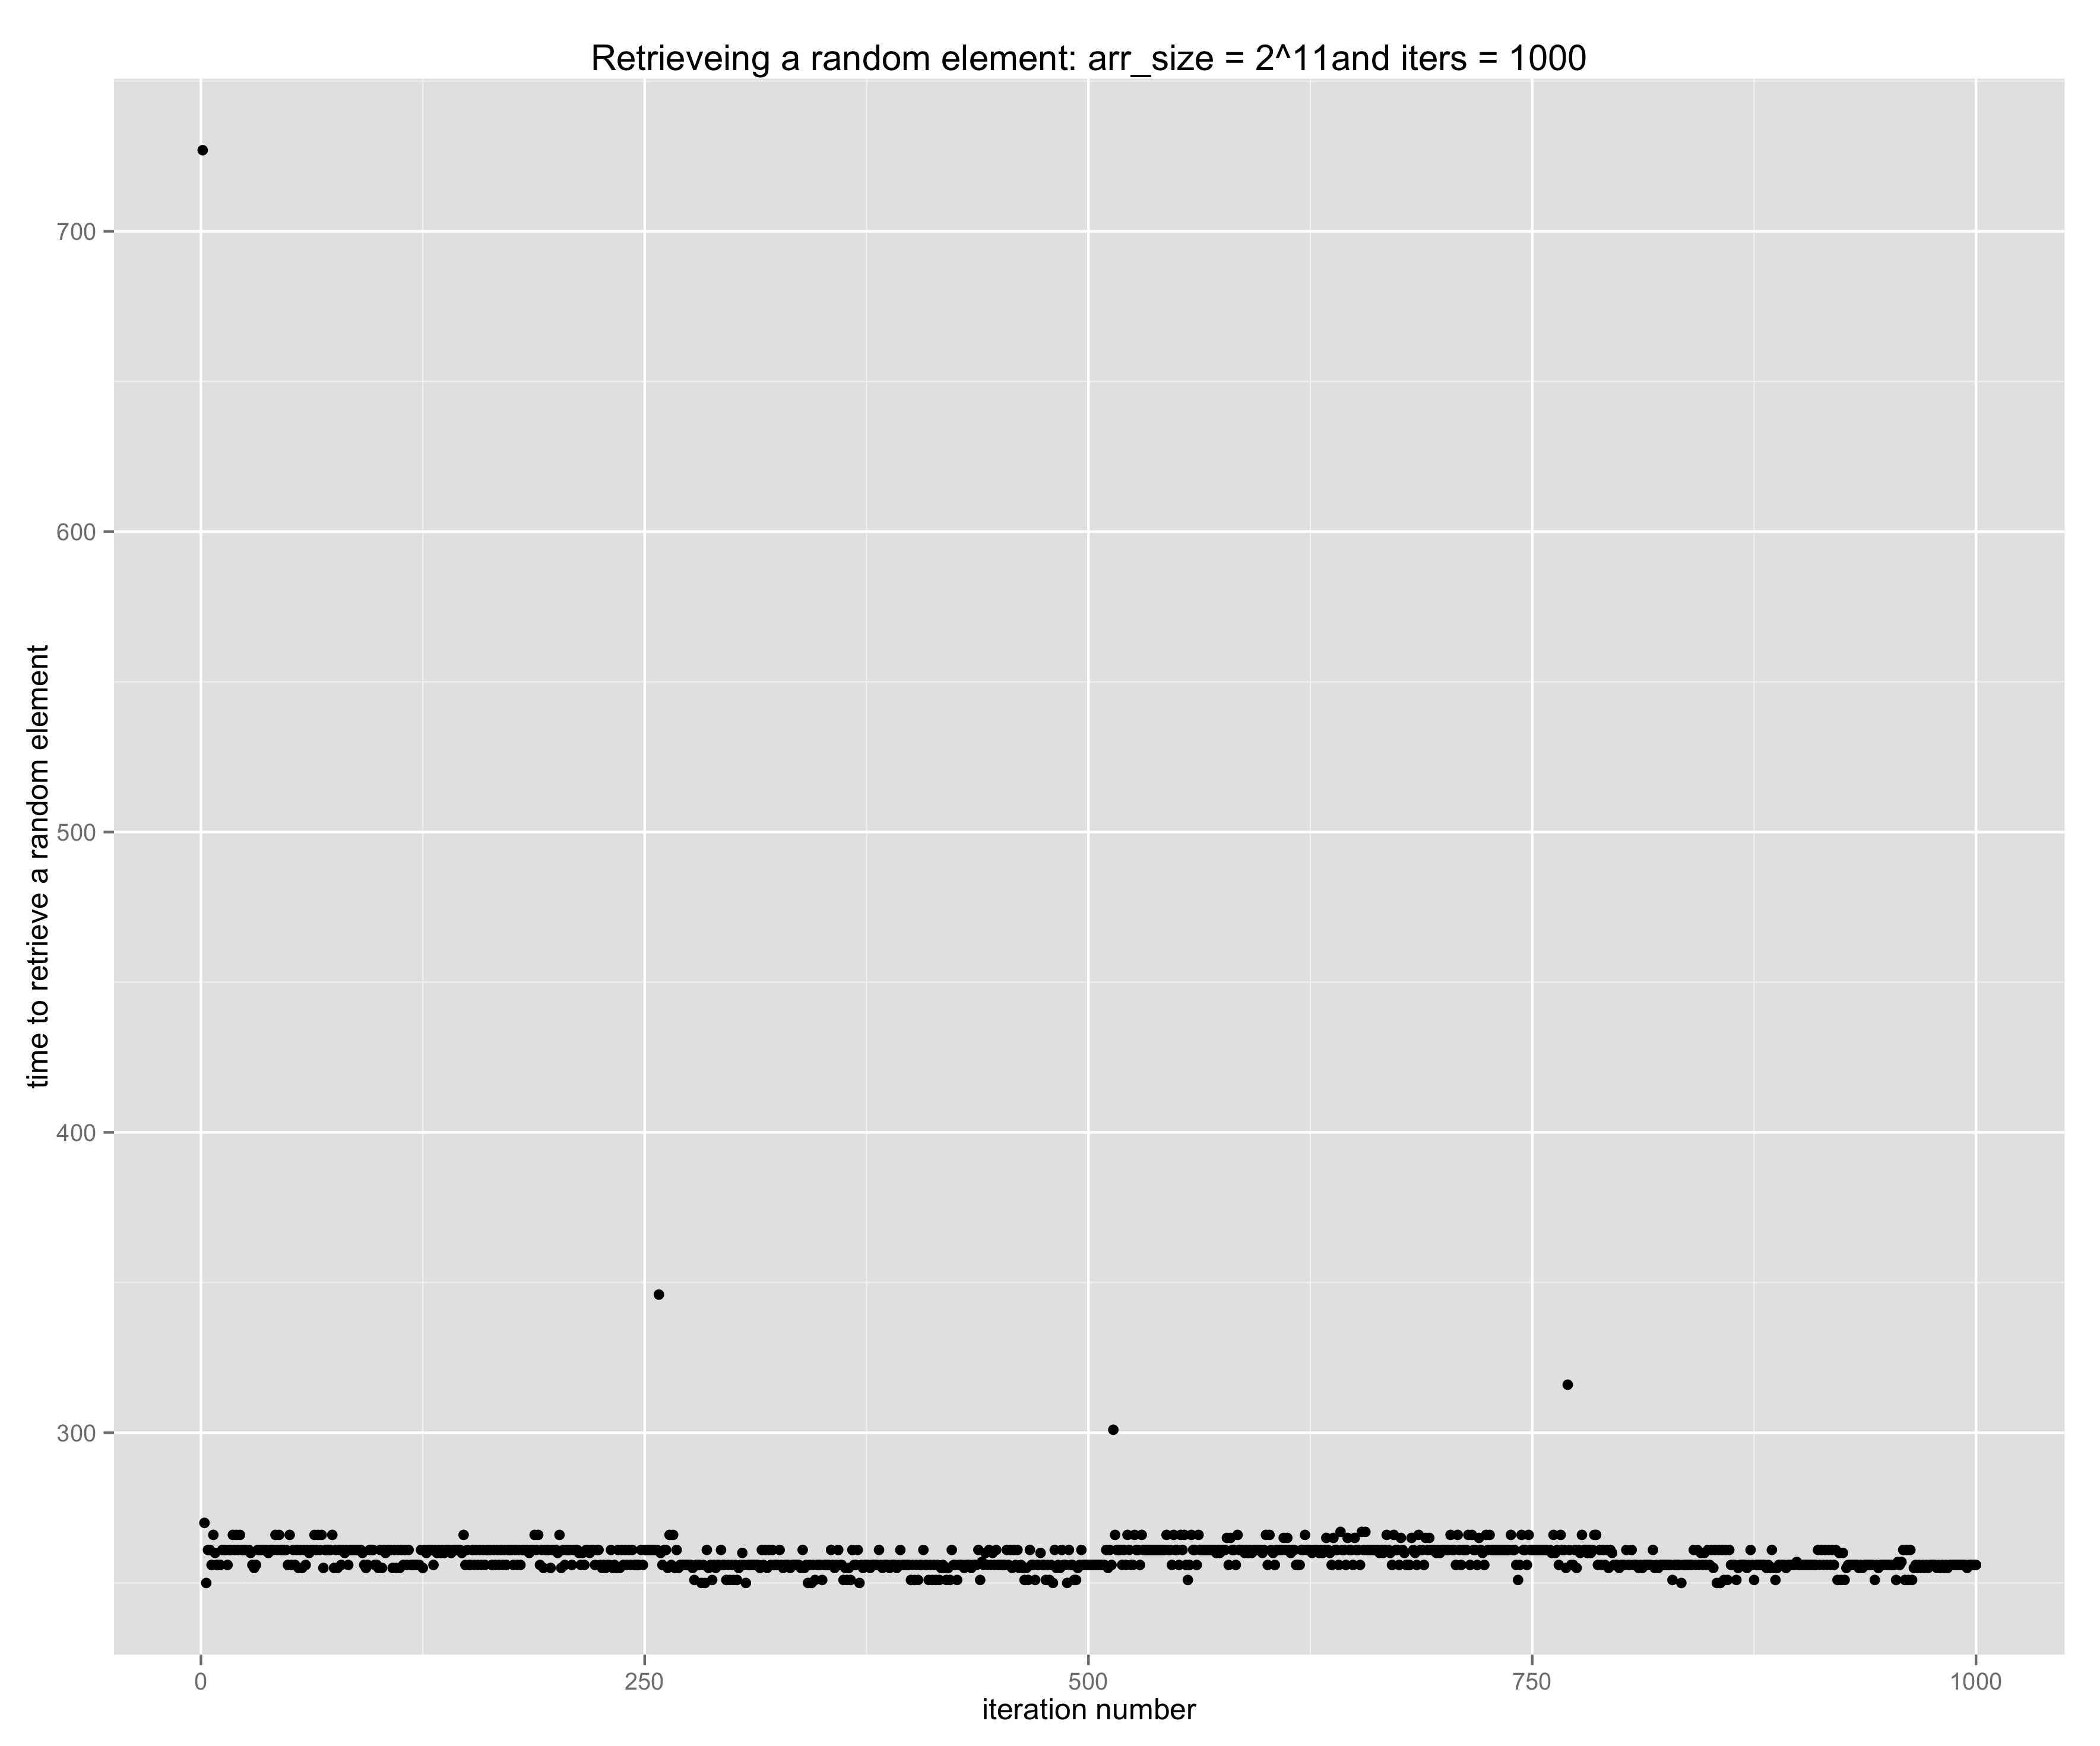 Retrieveing a random element: arr_size = 2^11and iters = 1000
time to retrieve a random element
700
600
500
400
300
0 250 500 750 1000
iteration number